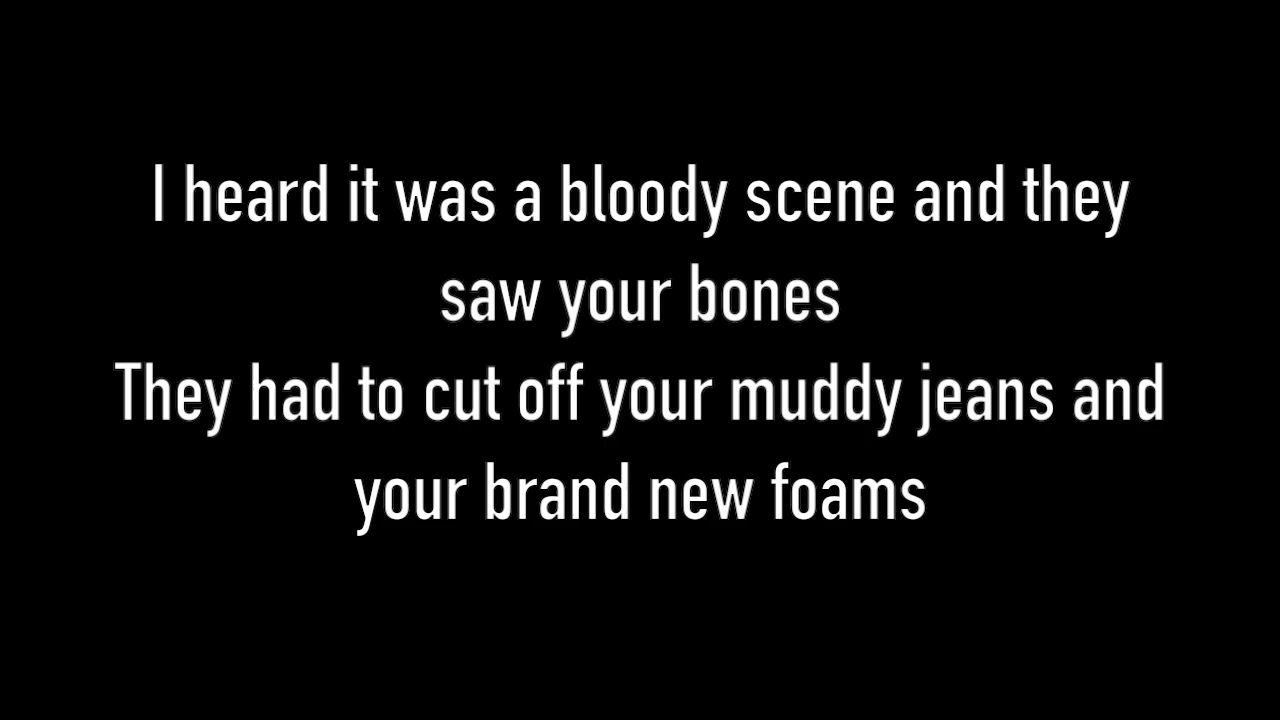 I heard it was a bloody scene and they
saw your bones
They had to cut off your muddy jeans and
your brand new foams